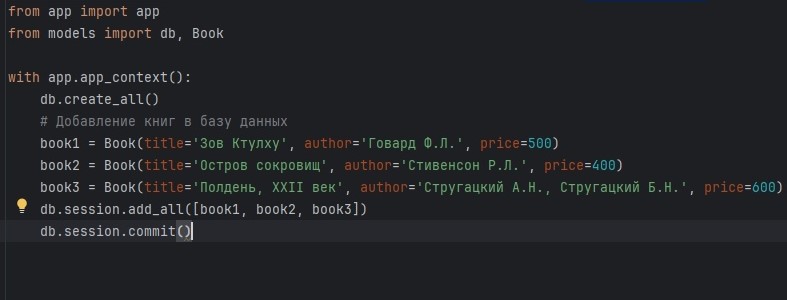 from app import app
from models import db, Book
with app.app_context():
db.create_all()
# Добавление книг в базу данных
book1 = Book(title='Зов Ктулху', author='Говард Ф.Л.', price=500)
book2 = Book(title='Остров сокровищ', author='Стивенсон Р.Л.', price=400)
book3 = Book(title='Полдень, XXII век', author='Стругацкий А.Н., Стругацкий Б.Н.', price=600)
db.session.add_all([book1, book2, book3])
db.session.commit()